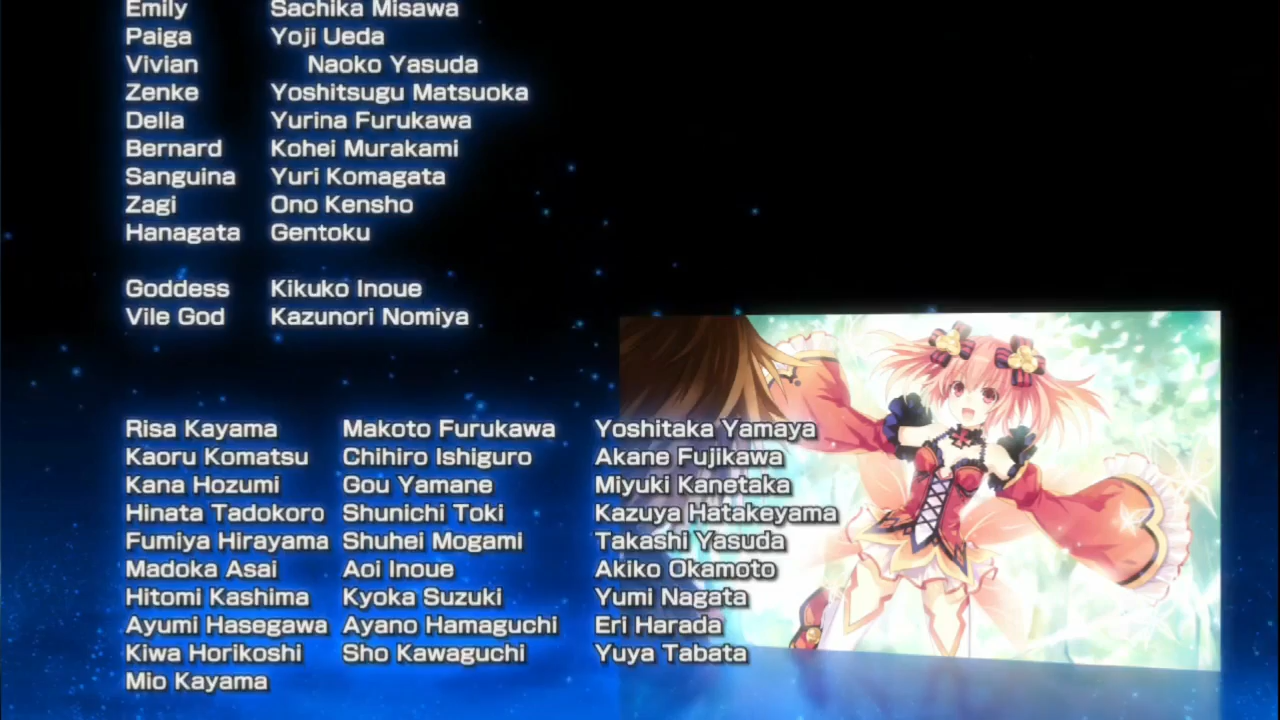 Emily Sachika Misawa
Paiga Yoji Ueda
Vivian Naoko Yasuda
Zenke Yoshitsugu Matsuoka
Della Yurina Furukawa
Bernard Kohei Murakami
Sanguina Yuri Komagata
Zagi Ono Kensho
Hanagata Gentoku
Goddess Kikuko Inoue
Vile God Kazunori Nomiya
Risa Kayama Makoto Furukawa Yoshitaka Yamaya
Kaoru Komatsu Chihiro Ishiguro Akane Fujikawa
Kana Hozumi Gou Yamane Miyuki Kanetaka
Hinata Tadokoro Shunichi Toki Kazuya Hatakeyama
Fumiya Hirayama Shuhei Mogami Takashi Yasuda
Madoka Asai Aoi Inoue Akiko Okamoto
Hitomi Kashima Kyoka Suzuki Yumi Nagata
Ayumi Hasegawa Ayano Hamaguchi Eri Harada
Kiwa Horikoshi Sho Kawaguchi Yuya Tabata
Mio Kayama